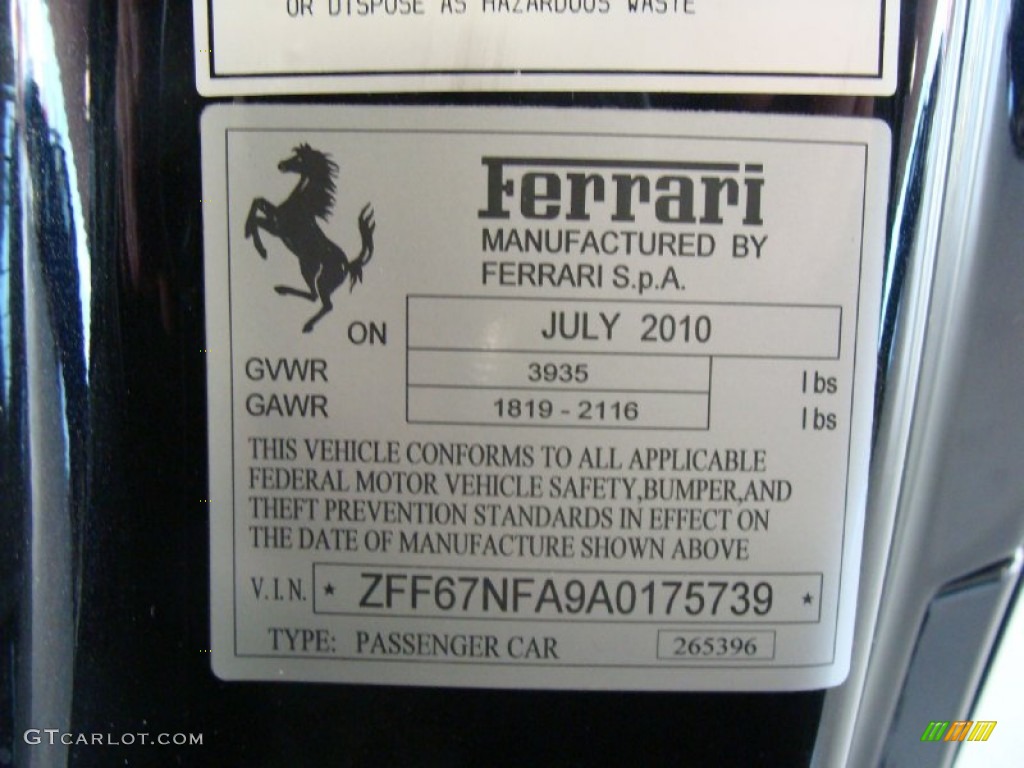 OR DISPOSE AS HAZARDOUS WASTE
Ferrari
MANUFACTURED BY
FERRARI S.p.A.
ON JULY 2010
GVWR 3935 lbs
GAWR 1819 - 2116 lbs
THIS VEHICLE CONFORMS TO ALL APPLICABLE
FEDERAL MOTOR VEHICLE SAFETY,BUMPER,AND
THEFT PREVENTION STANDARDS IN EFFECT ON
THE DATE OF MANUFACTURE SHOWN ABOVE
V.I.N. * ZFF67NFA9A0175739 *
TYPE: PASSENGER CAR 265396
GTCARLOT.COM